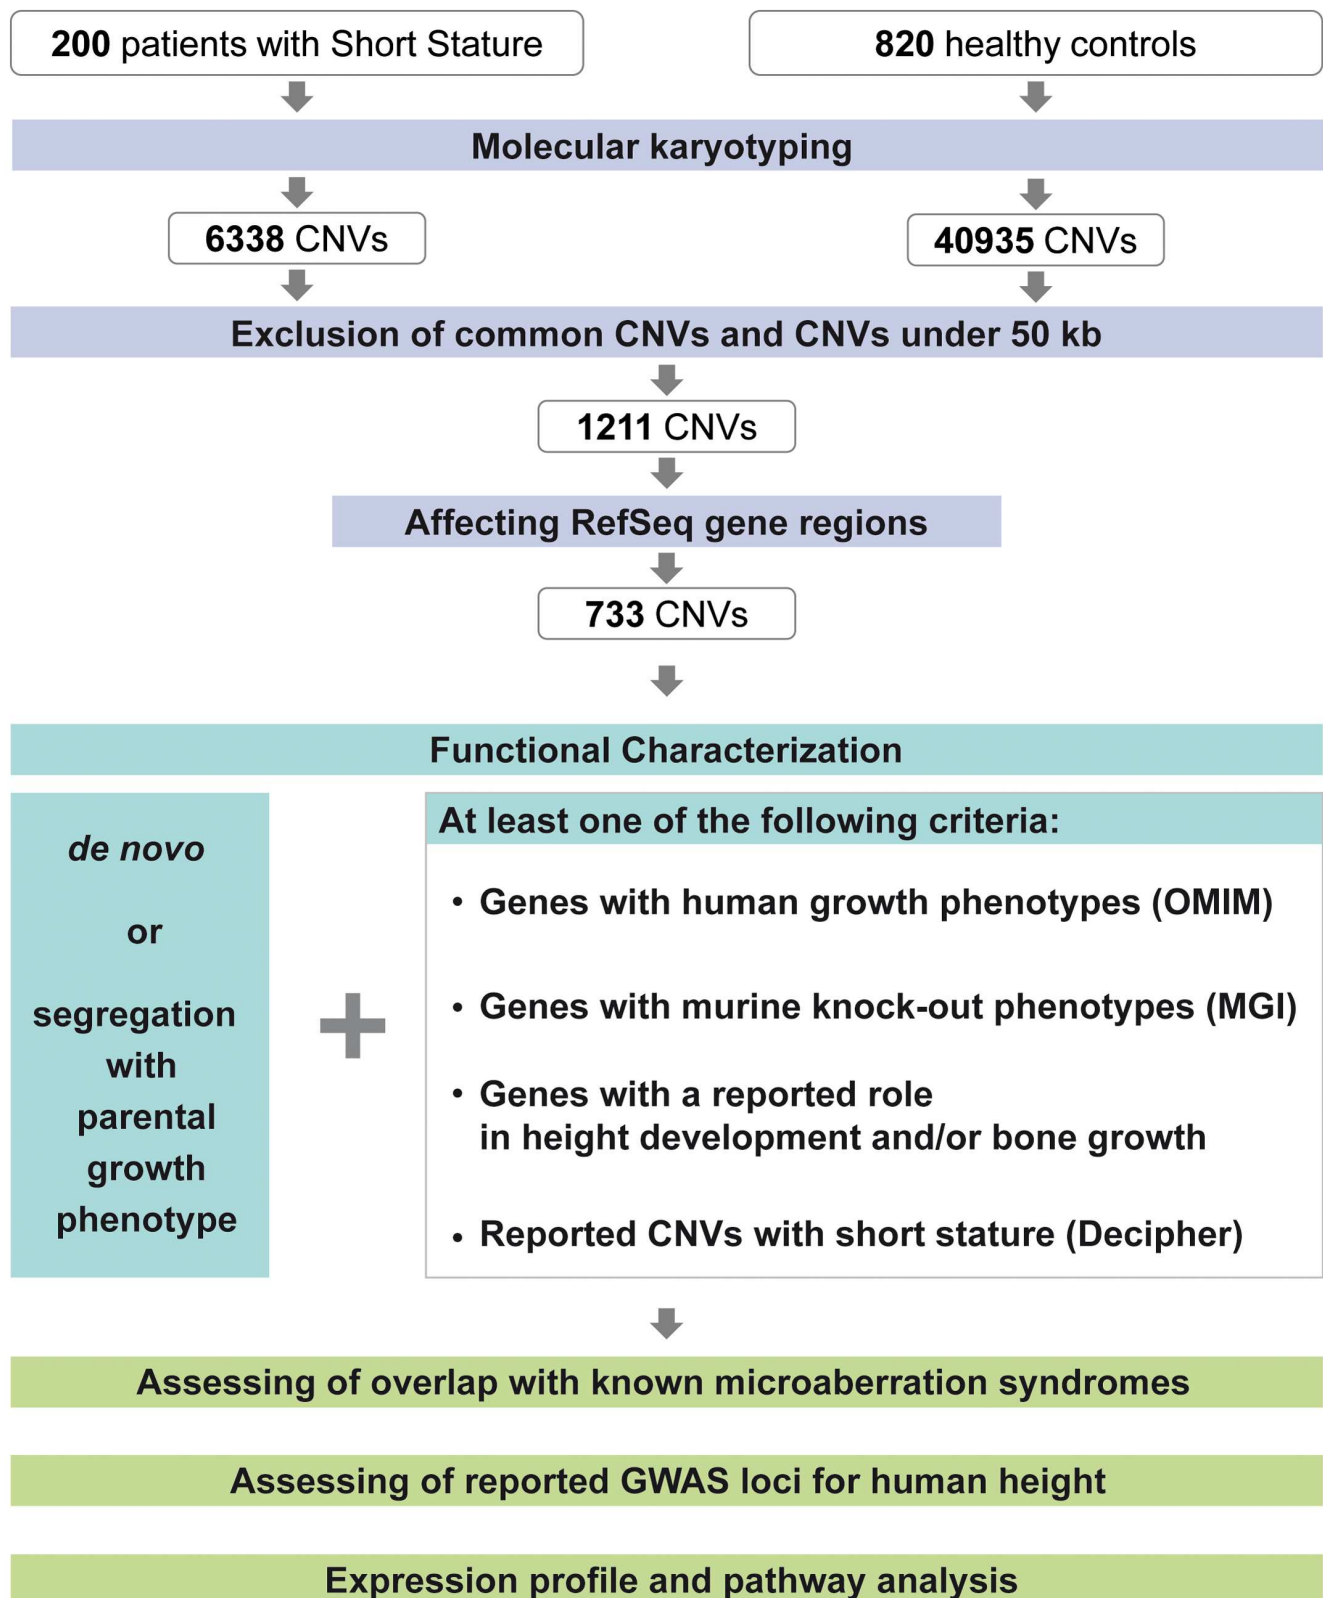 200 patients with Short Stature
820 healthy controls
Molecular karyotyping
6338 CNVs
40935 CNVs
Exclusion of common CNVs and CNVs under 50 kb
1211 CNVs
Affecting RefSeq gene regions
733 CNVs
Functional Characterization
de novo
or
segregation
with
parental
growth
phenotype
+
At least one of the following criteria:
• Genes with human growth phenotypes (OMIM)
• Genes with murine knock-out phenotypes (MGI)
• Genes with a reported role
in height development and/or bone growth
• Reported CNVs with short stature (Decipher)
Assessing of overlap with known microaberration syndromes
Assessing of reported GWAS loci for human height
Expression profile and pathway analysis